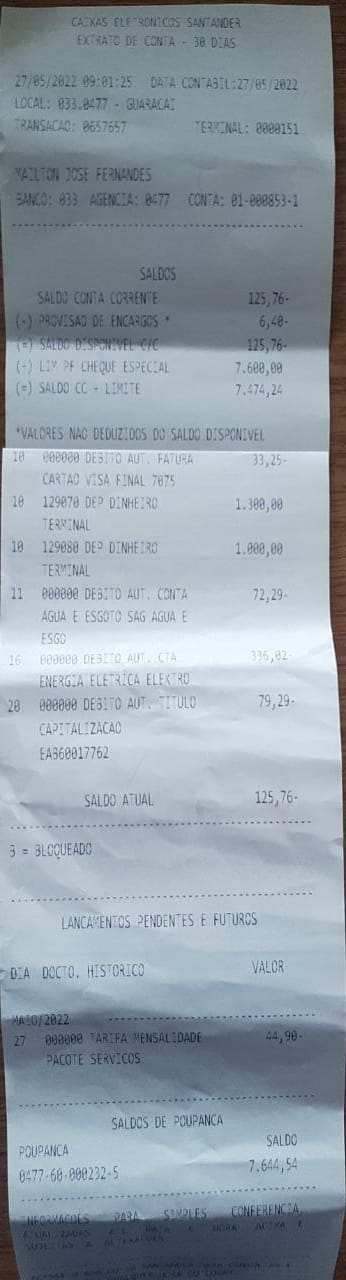 CAIXAS ELETRONICOS SANTANDER
EXTRATO DE CONTA - 30 DIAS
27/05/2022 09:01:25 DATA CONTABIL:27/05/2022
LOCAL: 033.0477 - GUARACAI
TRANSACAO: 0657657 TERMINAL: 0000151
MAILTON JOSE FERNANDES
BANCO: 033 AGENCIA: 0477 CONTA: 01-000853-1
SALDOS
SALDO CONTA CORRENTE 125,76-
(-) PROVISAO DE ENCARGOS * 6,40-
(=) SALDO DISPONIVEL C/C 125,76-
(+) LIM PF CHEQUE ESPECIAL 7.600,00
(=) SALDO CC + LIMITE 7.474,24
*VALORES NAO DEDUZIDOS DO SALDO DISPONIVEL
10 000000 DEBITO AUT. FATURA 33,25-
CARTAO VISA FINAL 7075
10 129070 DEP DINHEIRO 1.300,00
TERMINAL
10 129080 DEP DINHEIRO 1.000,00
TERMINAL
11 000000 DEBITO AUT. CONTA 72,29-
AGUA E ESGOTO SAG AGUA E
ESGO
16 000000 DEBITO AUT. CTA 336,02-
ENERGIA ELETRICA ELEKTRO
20 000000 DEBITO AUT. TITULO 79,29-
CAPITALIZACAO
EAB60017762
SALDO ATUAL 125,76-
B = BLOQUEADO
LANCAMENTOS PENDENTES E FUTUROS
DIA DOCTO. HISTORICO VALOR
MAIO/2022
27 000000 TARIFA MENSALIDADE 44,90-
PACOTE SERVICOS
SALDOS DE POUPANCA
POUPANCA SALDO
0477-60-000232-5 7.644,54
INFORMACOES PARA SIMPLES CONFERENCIA,
ATUALIZADAS ATE DATA E HORA ACIMA E
SUJEITAS A ALTERACOES.